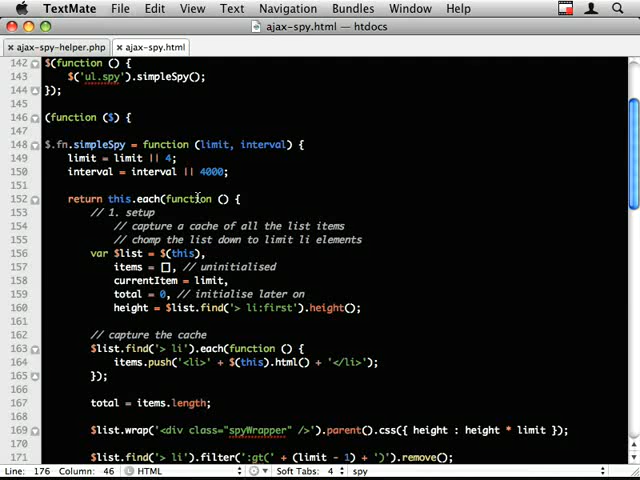 TextMate File Edit View Text Navigation Bundles Window Help
ajax-spy.html — htdocs
ajax-spy-helper.php ajax-spy.html
142 $(function () {
143 $('ul.spy').simpleSpy();
144 });
145
146 (function ($) {
147
148 $.fn.simpleSpy = function (limit, interval) {
149 limit = limit || 4;
150 interval = interval || 4000;
151
152 return this.each(function () {
153 // 1. setup
154 // capture a cache of all the list items
155 // chomp the list down to limit li elements
156 var $list = $(this),
157 items = [], // uninitialised
158 currentItem = limit,
159 total = 0, // initialise later on
160 height = $list.find('> li:first').height();
161
162 // capture the cache
163 $list.find('> li').each(function () {
164 items.push('<li>' + $(this).html() + '</li>');
165 });
166
167 total = items.length;
168
169 $list.wrap('<div class="spyWrapper" />').parent().css({ height : height * limit });
170
171 $list.find('> li').filter(':gt(' + (limit - 1) + ')').remove();
Line: 176 Column: 46 HTML Soft Tabs: 4 spy